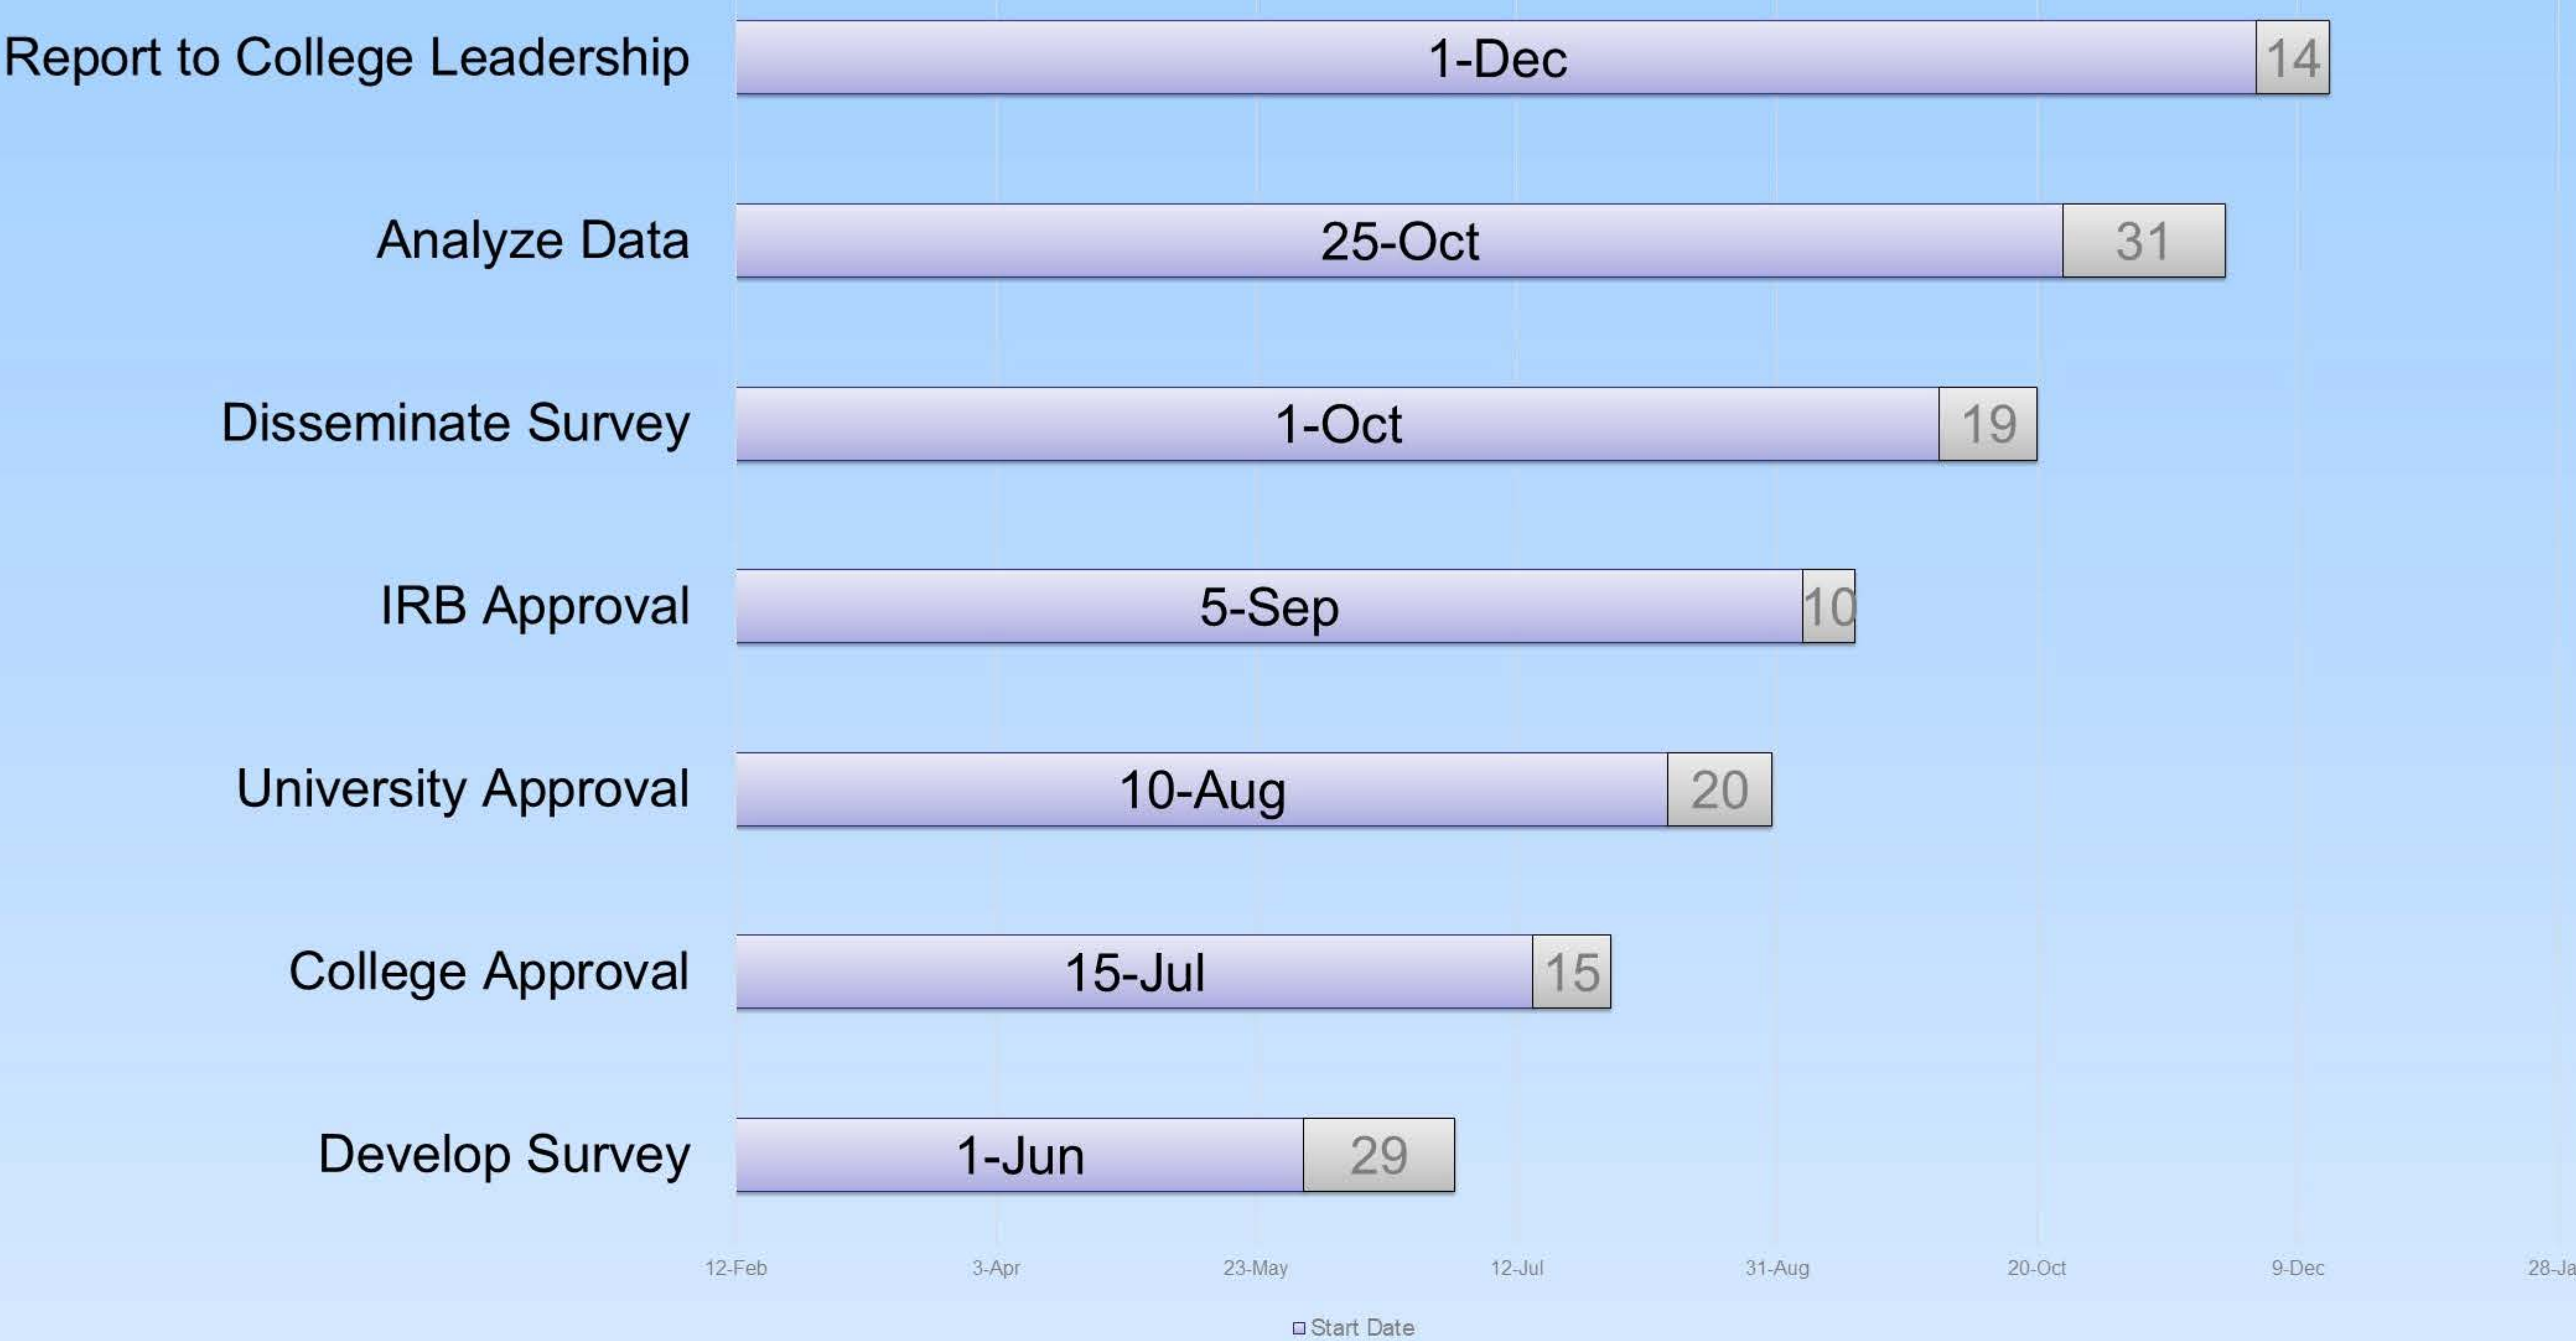 Report to College Leadership 1-Dec 14
Analyze Data 25-Oct 31
Disseminate Survey 1-Oct 19
IRB Approval 5-Sep 10
University Approval 10-Aug 20
College Approval 15-Jul 15
Develop Survey 1-Jun 29
12-Feb 3-Apr 23-May 12-Jul 31-Aug 20-Oct 9-Dec 28-Ja
Start Date